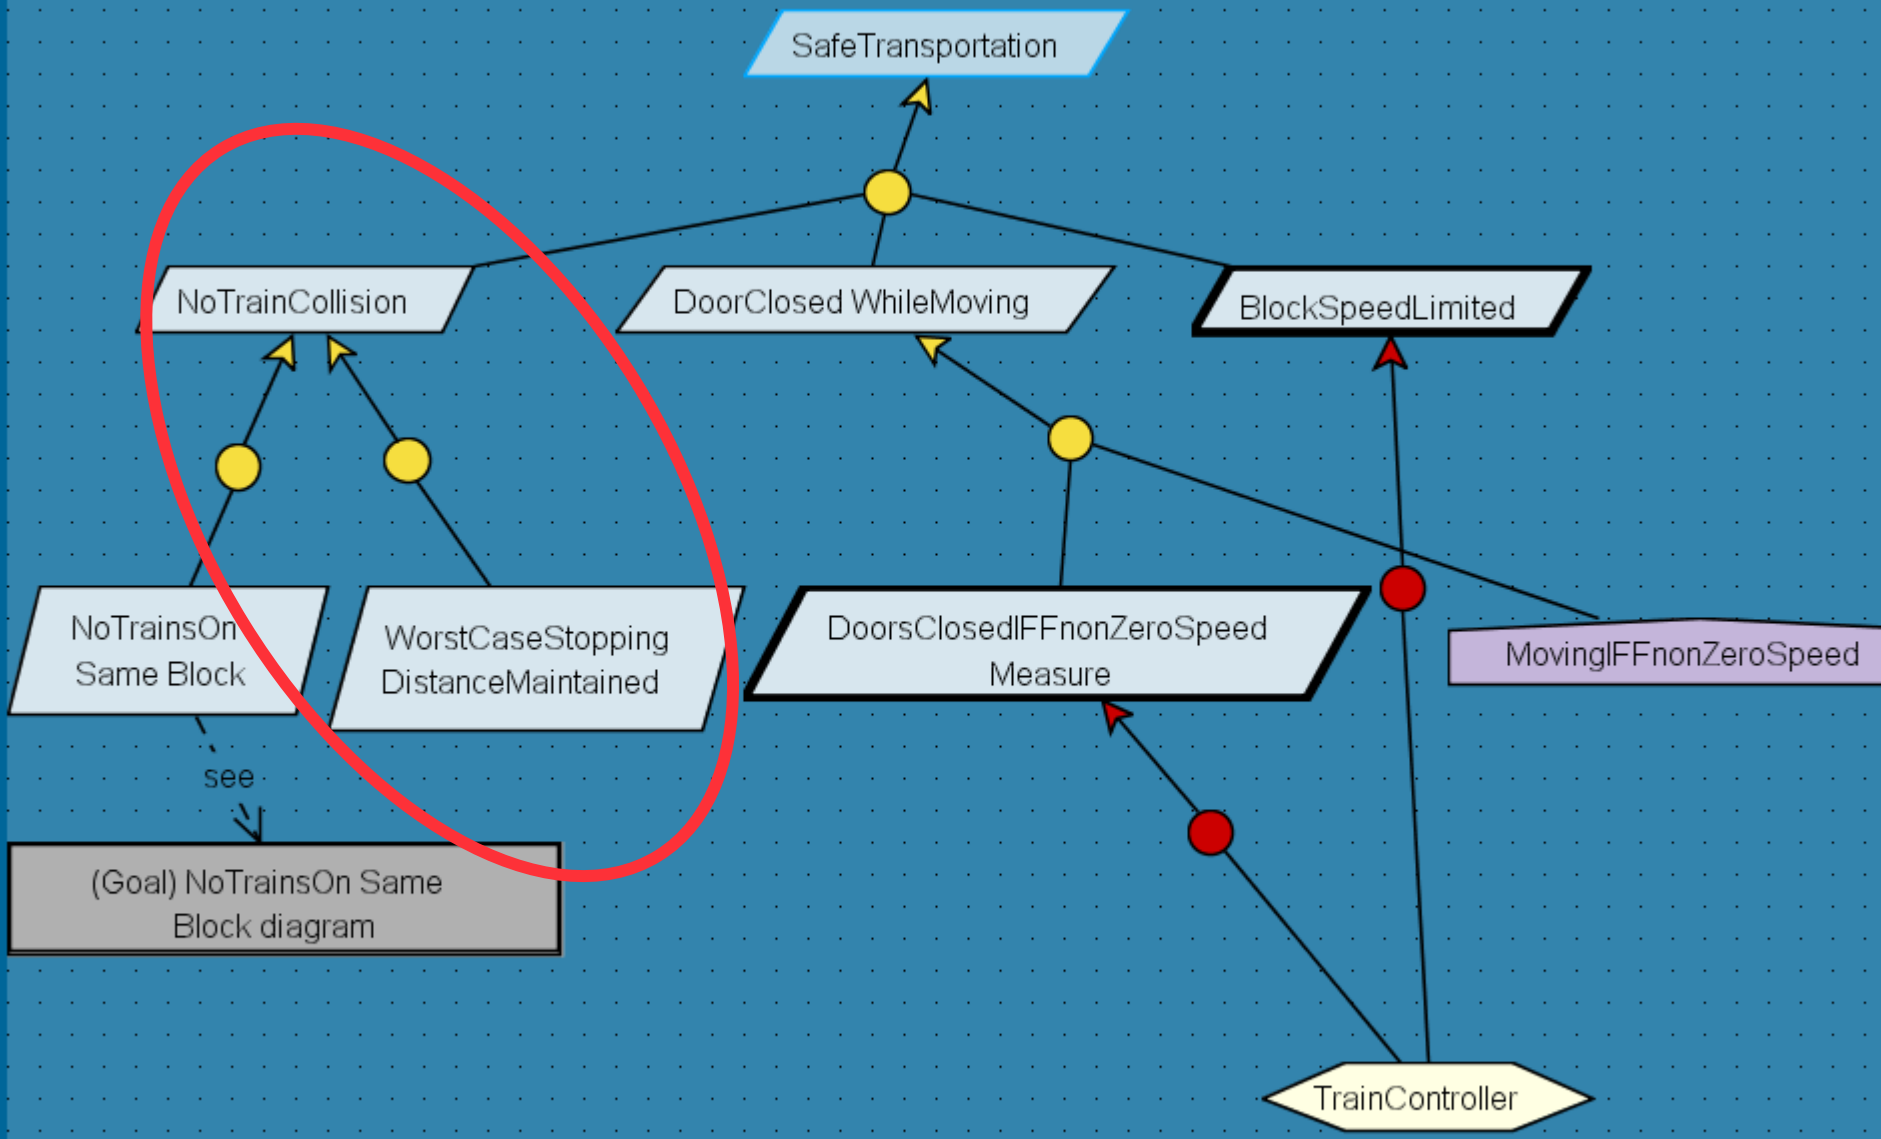 SafeTransportation
NoTrainCollision
DoorClosed WhileMoving
BlockSpeedLimited
NoTrainsOn
Same Block
WorstCaseStopping
DistanceMaintained
DoorsClosedIFFnonZeroSpeed
Measure
MovingIFFnonZeroSpeed
see
(Goal) NoTrainsOn Same
Block diagram
TrainController